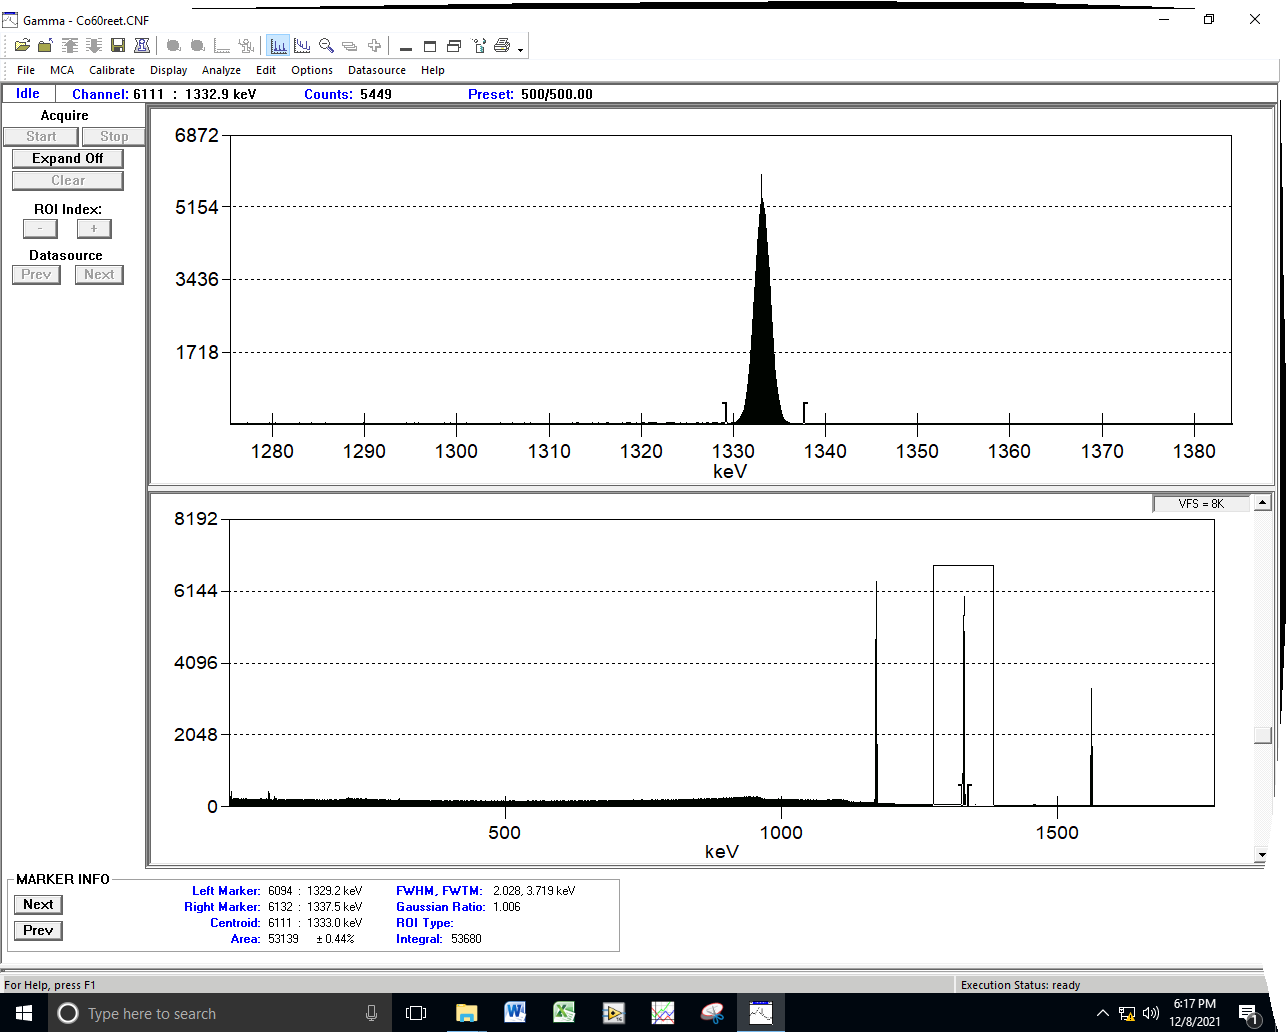 Gamma - Co60reet.CNF
File MCA Calibrate Display Analyze Edit Options Datasource Help
Idle Channel: 6111 : 1332.9 keV Counts: 5449 Preset: 500/500.00
Acquire
Start Stop
Expand Off
Clear
ROI Index:
- +
Datasource
Prev Next
6872
5154
3436
1718
1280 1290 1300 1310 1320 1330 1340 1350 1360 1370 1380
keV
VFS = 8K
8192
6144
4096
2048
0
500 1000 1500
keV
MARKER INFO
Next
Prev
Left Marker: 6094 : 1329.2 keV FWHM, FWTM: 2.028, 3.719 keV
Right Marker: 6132 : 1337.5 keV Gaussian Ratio: 1.006
Centroid: 6111 : 1333.0 keV ROI Type:
Area: 53139 ± 0.44% Integral: 53680
For Help, press F1 Execution Status: ready
Type here to search
6:17 PM
12/8/2021
1